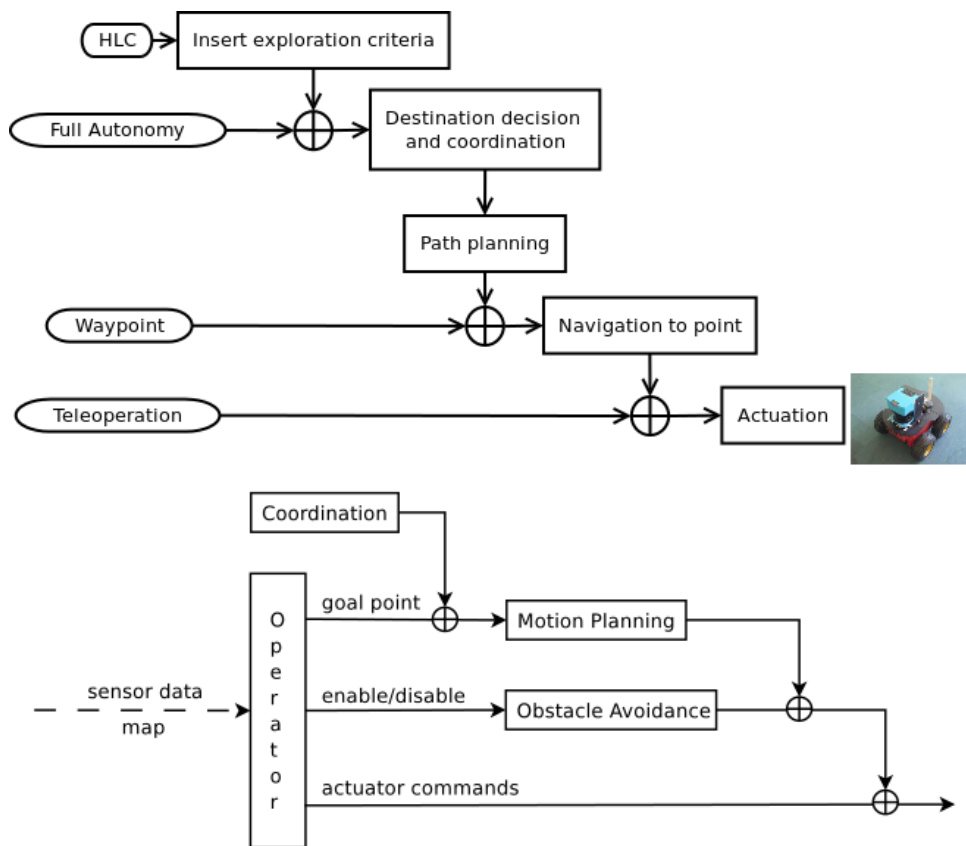 HLC
Insert exploration criteria
Full Autonomy
Destination decision
and coordination
Path planning
Waypoint
Navigation to point
Teleoperation
Actuation
Coordination
Operator
goal point
Motion Planning
sensor data
map
enable/disable
Obstacle Avoidance
actuator commands